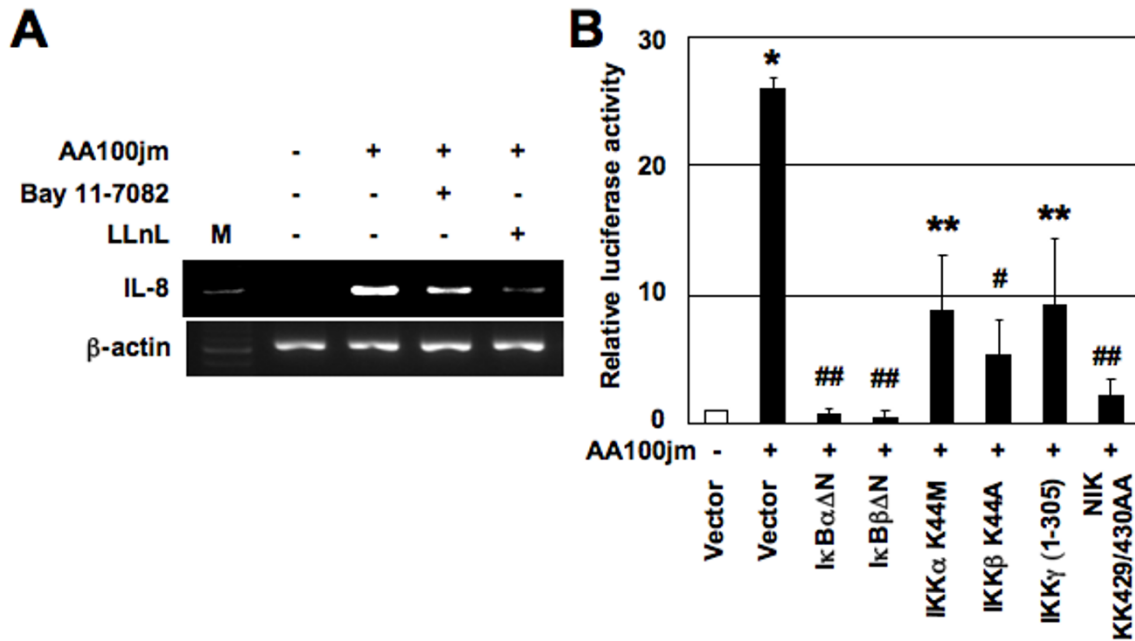 A
AA100jm - + + +
Bay 11-7082 - - + -
LLnL M - - - +
IL-8
β-actin
B
Relative luciferase activity
30
20
10
0
*
##
##
**
#
**
##
AA100jm - + + + + + + +
Vector
Vector
IκBαΔN
IκBβΔN
IKKα K44M
IKKβ K44A
IKKγ (1-305)
NIK
KK429/430AA